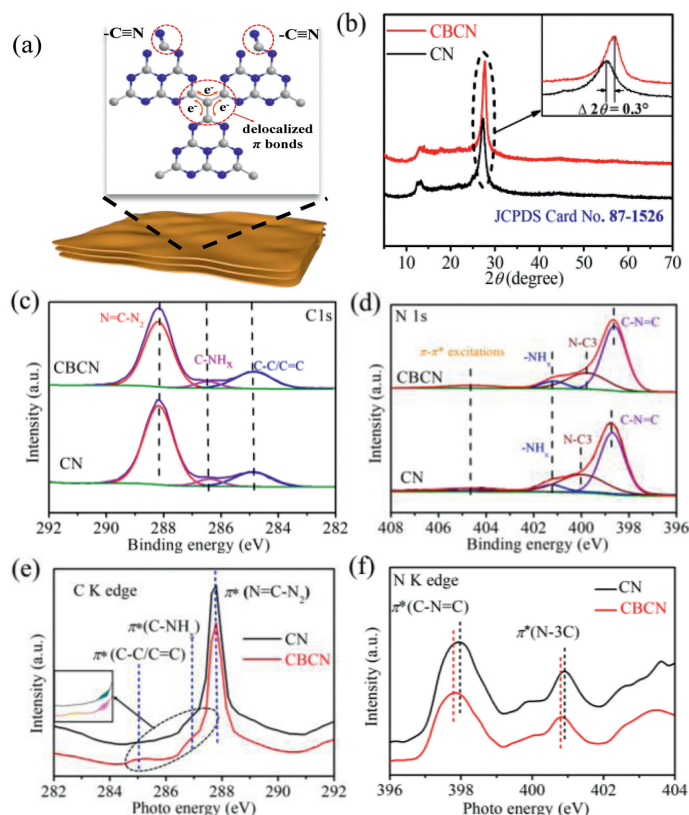 (a)
-C≡N
-C≡N
e-
e-
e-
delocalized
π bonds
(b)
CBCN
CN
Δ 2θ = 0.3°
JCPDS Card No. 87-1526
10
20
30
40
50
60
70
2θ(degree)
(c)
C1s
N=C-N2
C-NHX
C-C/C=C
CBCN
CN
Intensity (a.u.)
292
290
288
286
284
282
Binding energy (eV)
(d)
N 1s
C-N=C
π-π* excitations
-NHx
N-C3
CBCN
C-N=C
N-C3
-NHx
CN
Intensity (a.u.)
408
406
404
402
400
398
396
Binding energy (eV)
(e)
C K edge
π* (N=C-N2)
π*(C-NHx)
π*(C-C/C=C)
CN
CBCN
Intensity (a.u.)
282
284
286
288
290
292
Photo energy (eV)
(f)
N K edge
π*(C-N=C)
π*(N-3C)
CN
CBCN
Intensity (a.u.)
396
398
400
402
404
Photo energy (eV)